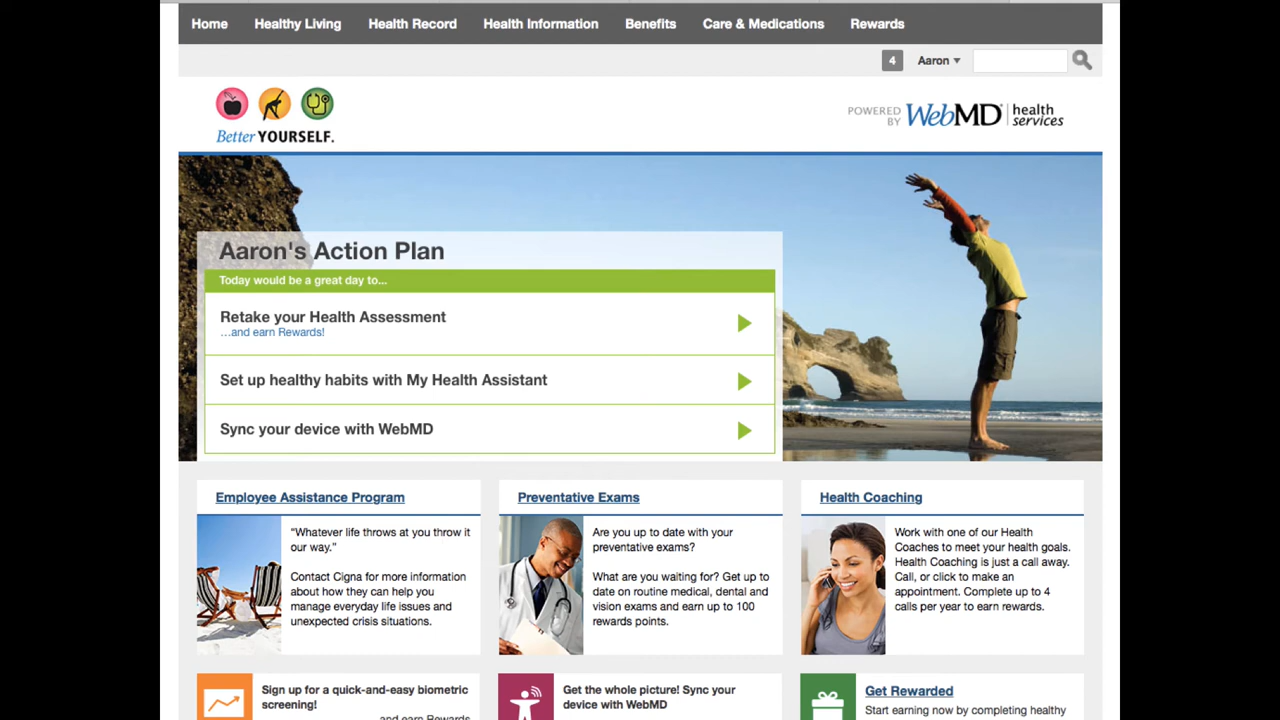 Home Healthy Living Health Record Health Information Benefits Care & Medications Rewards
4 Aaron
Better YOURSELF.
POWERED BY WebMD health services
Aaron's Action Plan
Today would be a great day to...
Retake your Health Assessment
...and earn Rewards!
Set up healthy habits with My Health Assistant
Sync your device with WebMD
Employee Assistance Program
“Whatever life throws at you throw it
our way.”
Contact Cigna for more information
about how they can help you
manage everyday life issues and
unexpected crisis situations.
Preventative Exams
Are you up to date with your
preventative exams?
What are you waiting for? Get up to
date on routine medical, dental and
vision exams and earn up to 100
rewards points.
Health Coaching
Work with one of our Health
Coaches to meet your health goals.
Health Coaching is just a call away.
Call, or click to make an
appointment. Complete up to 4
calls per year to earn rewards.
Sign up for a quick-and-easy biometric
screening!
...and earn Rewards
Get the whole picture! Sync your
device with WebMD
Get Rewarded
Start earning now by completing healthy